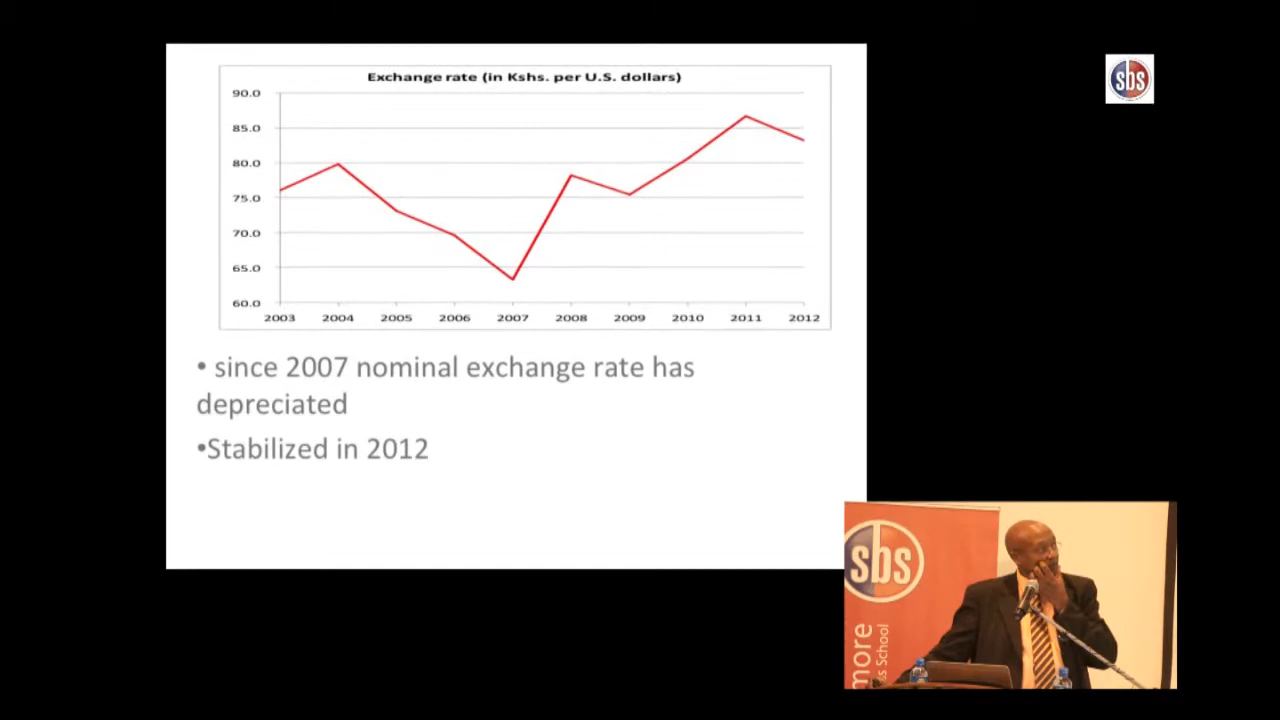 Exchange rate (in Kshs. per U.S. dollars)
90.0
85.0
80.0
75.0
70.0
65.0
60.0
2003 2004 2005 2006 2007 2008 2009 2010 2011 2012
• since 2007 nominal exchange rate has
depreciated
•Stabilized in 2012
sbs
sbs
more
s School